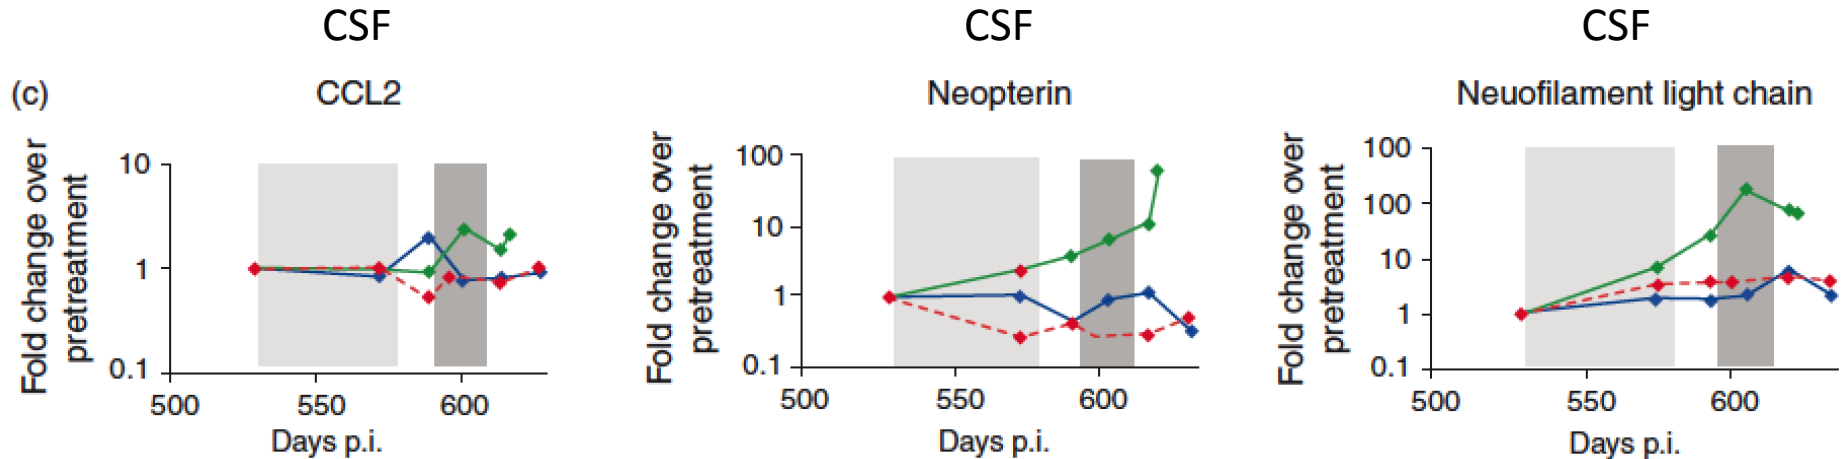 CSF
CSF
CSF
(c)
CCL2
Fold change over
pretreatment
10
1
0.1
500
550
600
Days p.i.
Neopterin
Fold change over
pretreatment
100
10
1
0.1
500
550
600
Days p.i.
Neuofilament light chain
Fold change over
pretreatment
100
100
10
1
0.1
500
550
600
Days p.i.